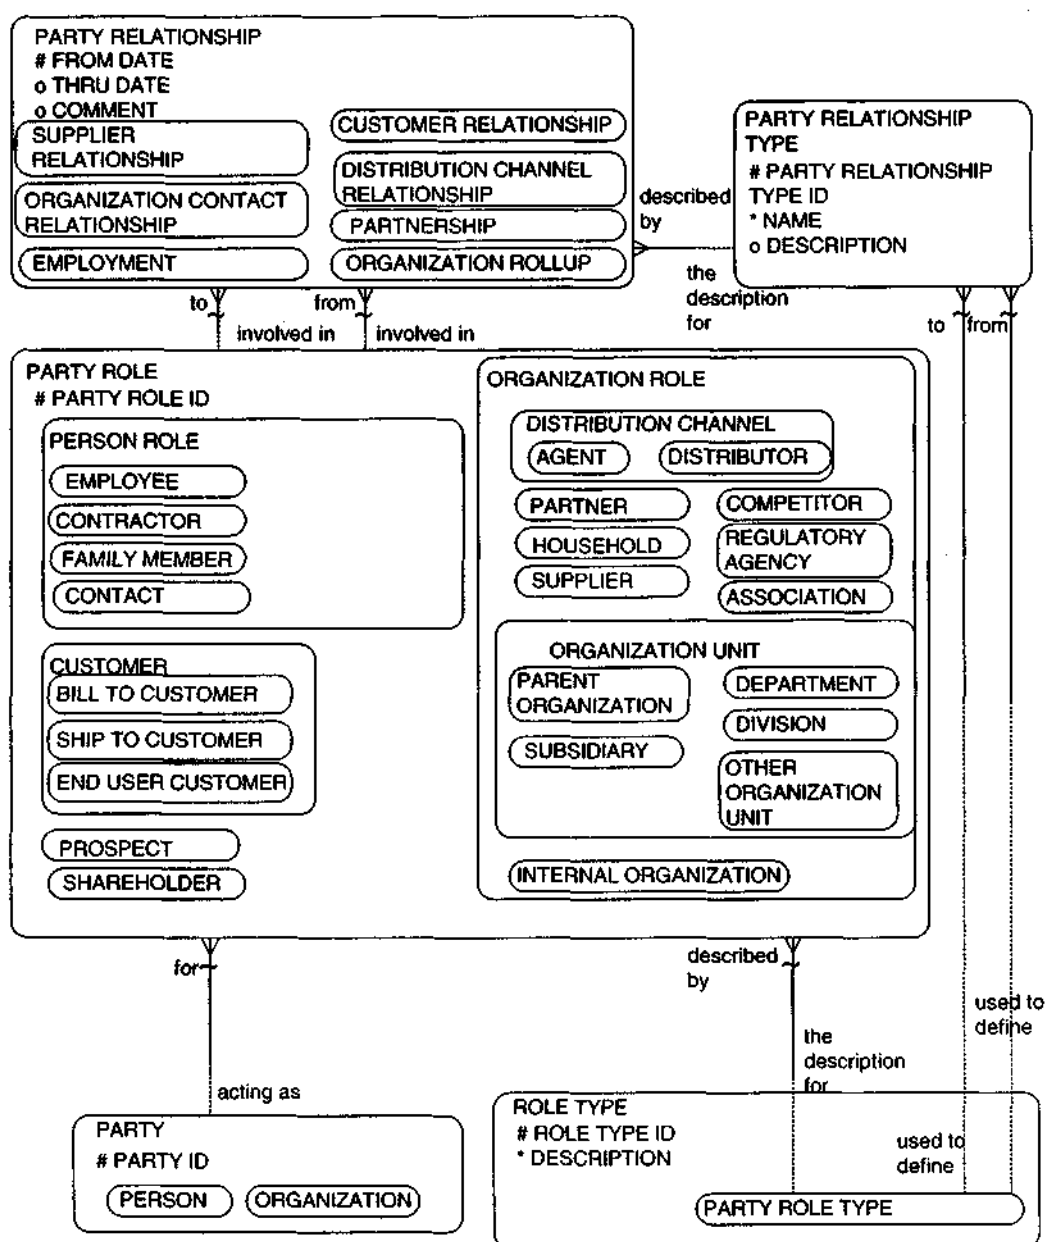 PARTY RELATIONSHIP
# FROM DATE
o THRU DATE
o COMMENT
SUPPLIER
RELATIONSHIP
ORGANIZATION CONTACT
RELATIONSHIP
EMPLOYMENT
CUSTOMER RELATIONSHIP
DISTRIBUTION CHANNEL
RELATIONSHIP
PARTNERSHIP
ORGANIZATION ROLLUP
described
by
the
description
for
PARTY RELATIONSHIP
TYPE
# PARTY RELATIONSHIP
TYPE ID
* NAME
o DESCRIPTION
to
from
involved in
involved in
to
from
PARTY ROLE
# PARTY ROLE ID
PERSON ROLE
EMPLOYEE
CONTRACTOR
FAMILY MEMBER
CONTACT
CUSTOMER
BILL TO CUSTOMER
SHIP TO CUSTOMER
END USER CUSTOMER
PROSPECT
SHAREHOLDER
ORGANIZATION ROLE
DISTRIBUTION CHANNEL
AGENT
DISTRIBUTOR
PARTNER
HOUSEHOLD
SUPPLIER
COMPETITOR
REGULATORY
AGENCY
ASSOCIATION
ORGANIZATION UNIT
PARENT
ORGANIZATION
SUBSIDIARY
DEPARTMENT
DIVISION
OTHER
ORGANIZATION
UNIT
INTERNAL ORGANIZATION
for
acting as
described
by
the
description
for
used to
define
PARTY
# PARTY ID
PERSON
ORGANIZATION
ROLE TYPE
# ROLE TYPE ID
* DESCRIPTION
used to
define
PARTY ROLE TYPE